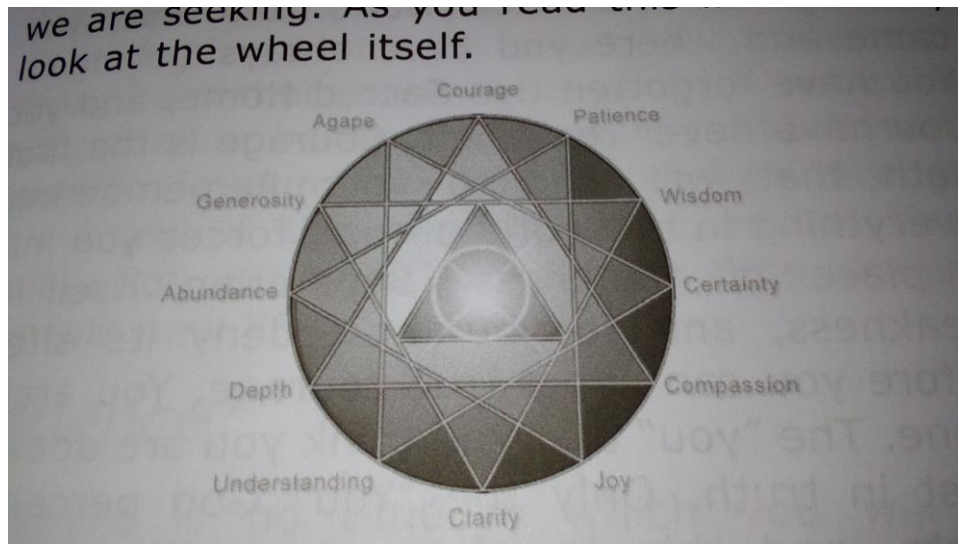 we are seeking. As you read this
look at the wheel itself.
Courage
Agape
Patience
Generosity
Wisdom
Abundance
Certainty
Depth
Compassion
Understanding
Joy
Clarity